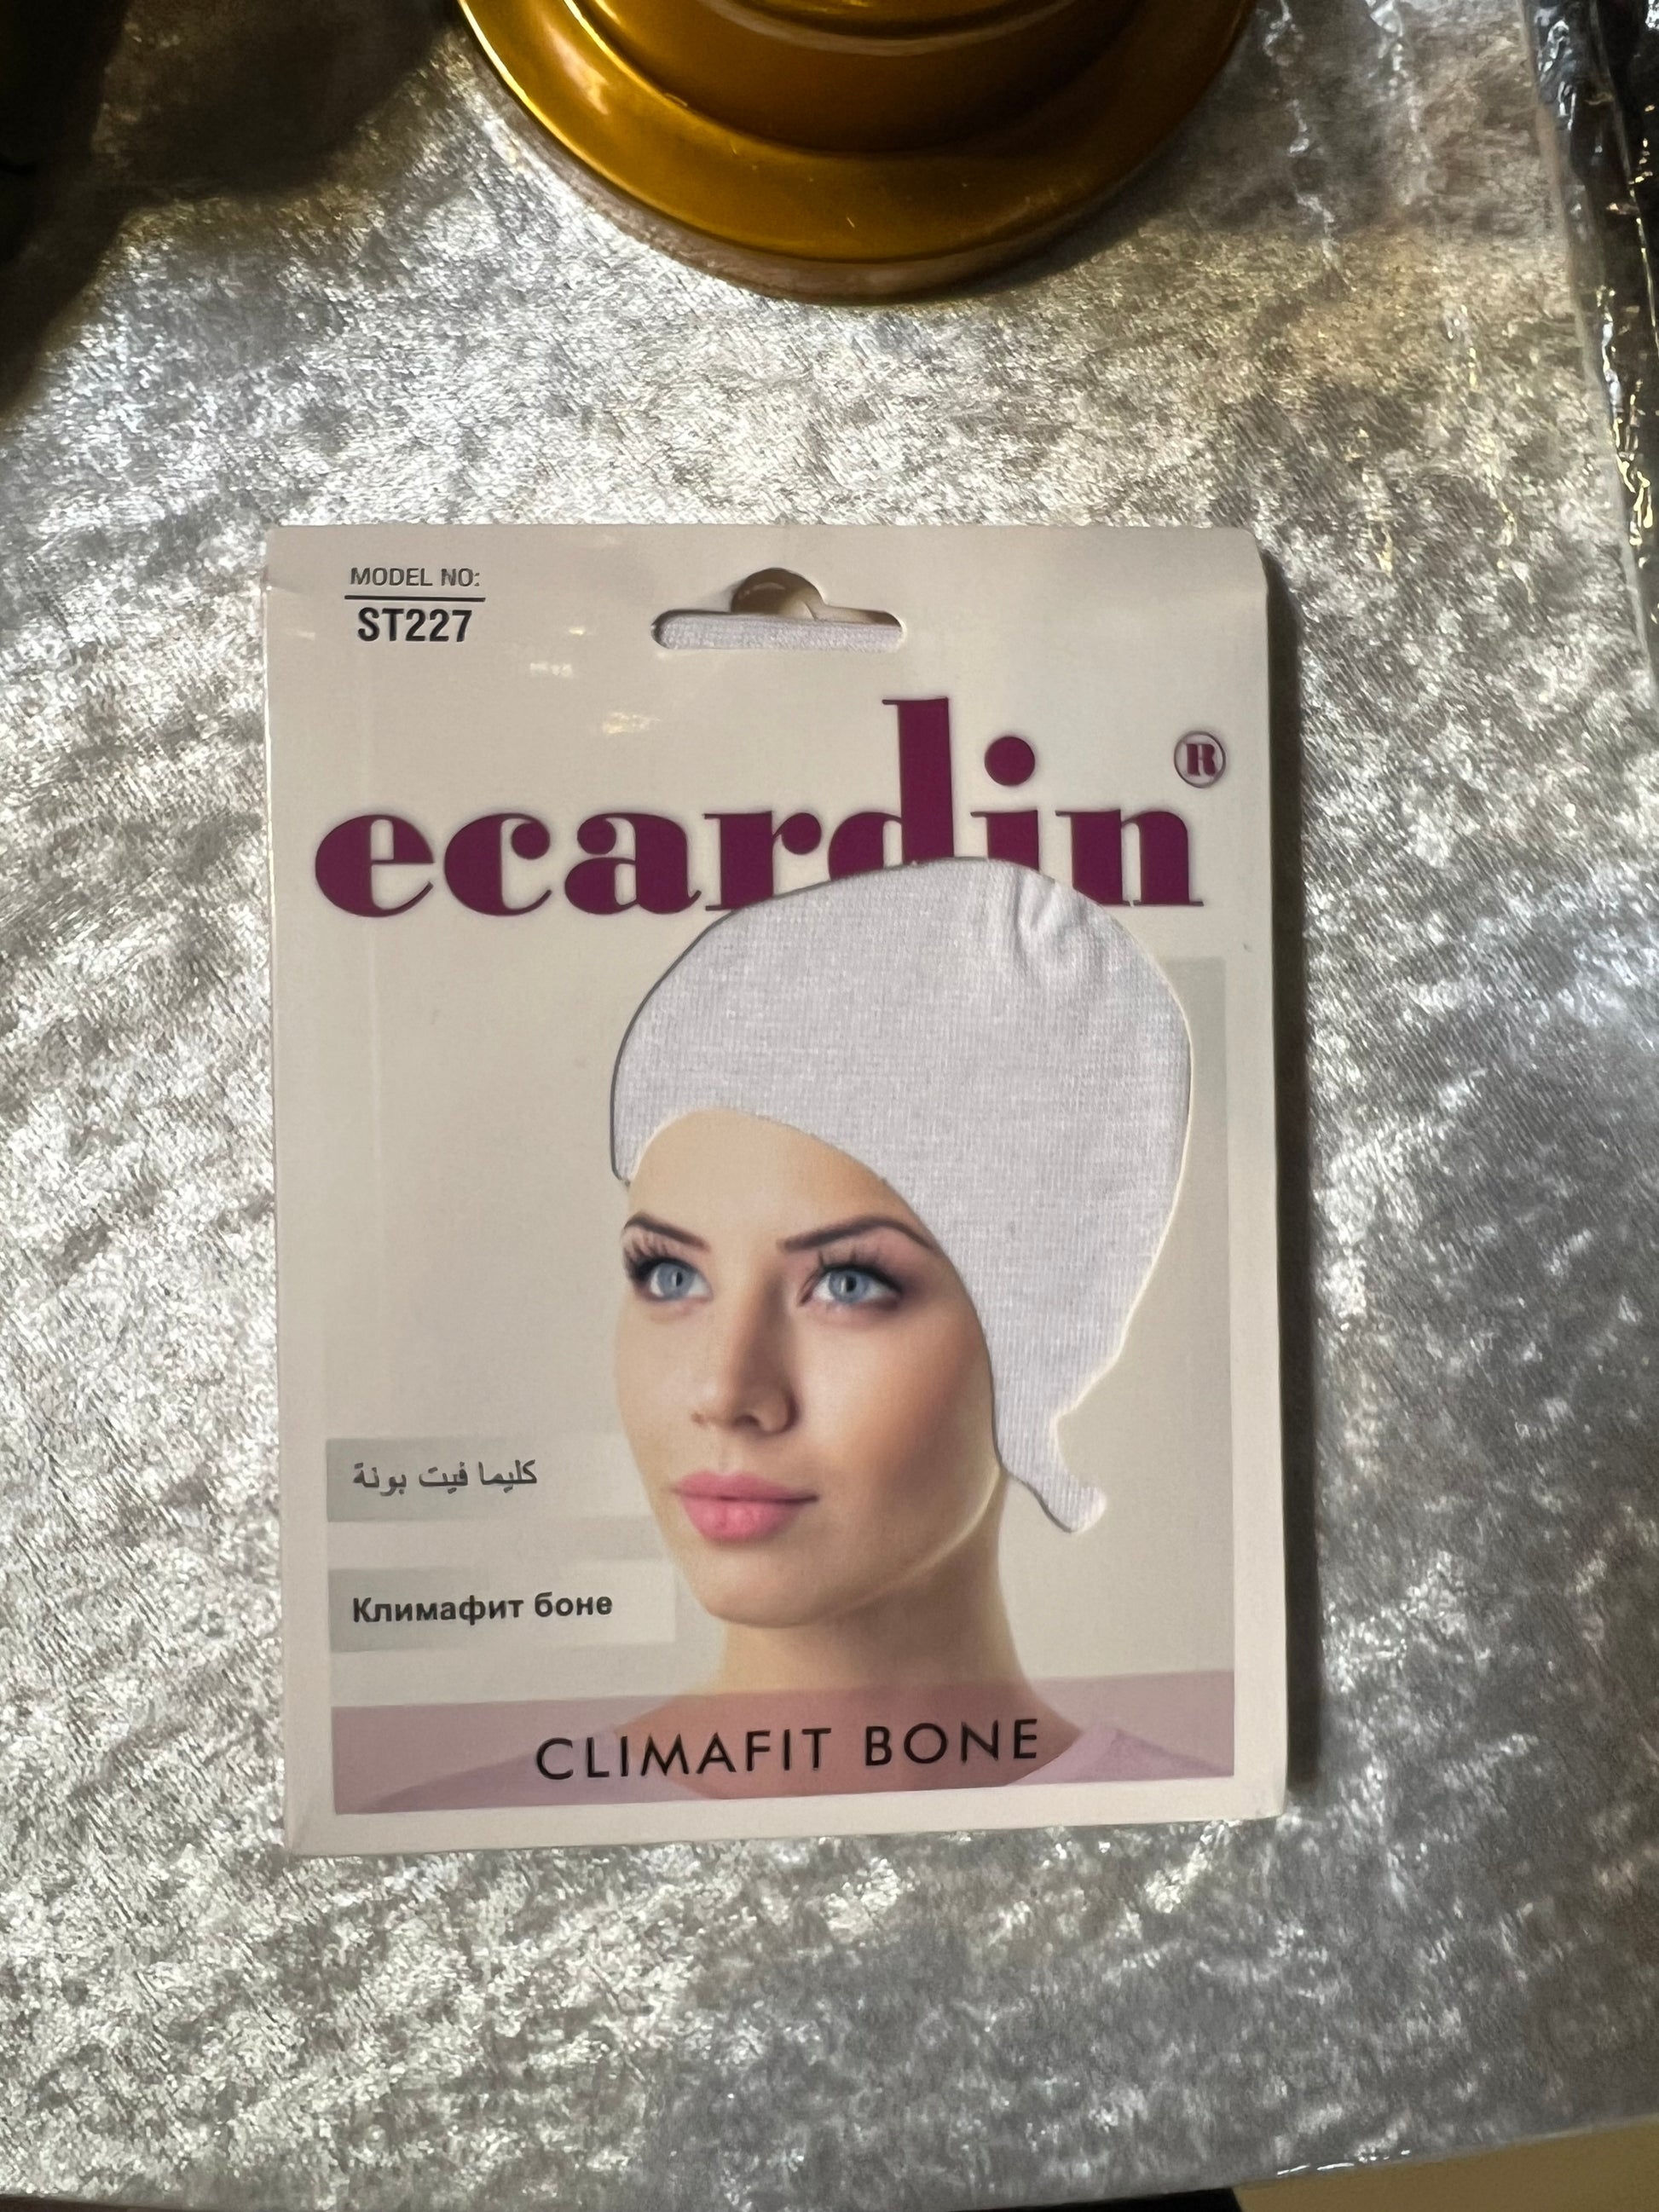 MODEL NO:
ST227
ecardin®
كليما فيت بونة
Климафит боне
CLIMAFIT BONE